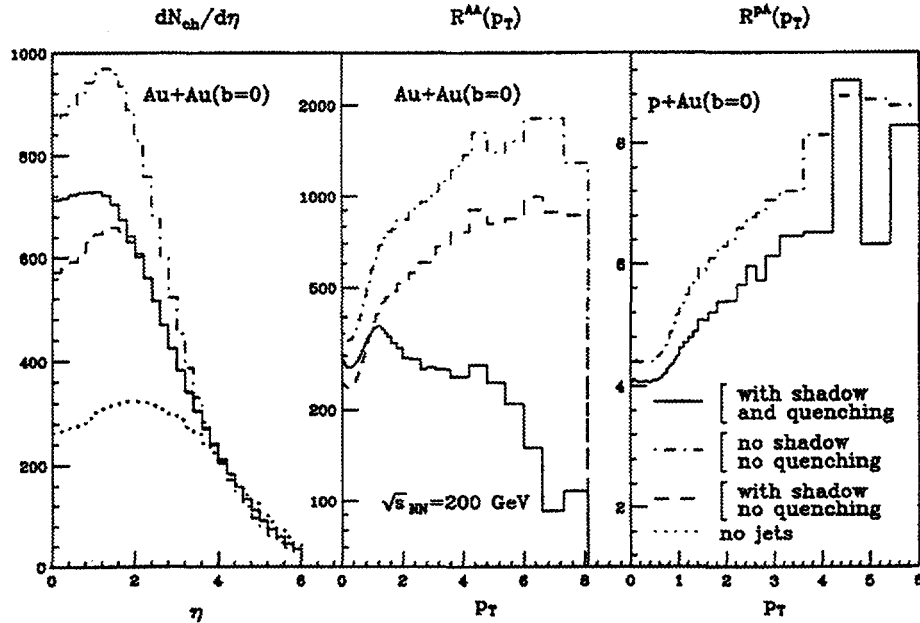 dN_ch/dη
R^AA(p_T)
R^pA(p_T)
Au+Au(b=0)
Au+Au(b=0)
p+Au(b=0)
1000
800
600
400
200
0
2000
1000
500
200
100
8
6
4
2
with shadow
and quenching
no shadow
no quenching
with shadow
no quenching
no jets
√s_NN=200 GeV
0 1 2 3 4 5 6
0 2 4 6 8
0 1 2 3 4 5 6
η
p_T
p_T